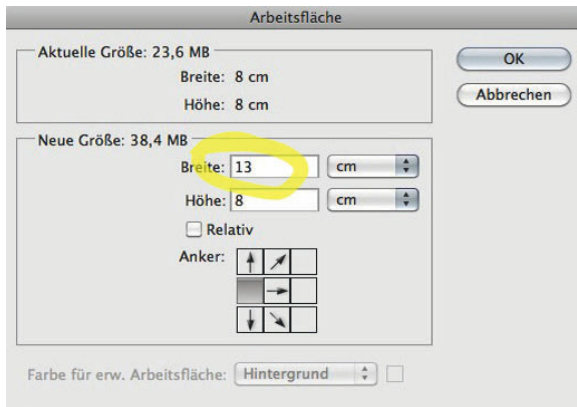 Arbeitsfläche
Aktuelle Größe: 23,6 MB
Breite: 8 cm
Höhe: 8 cm
OK
Abbrechen
Neue Größe: 38,4 MB
Breite: 13 cm
Höhe: 8 cm
Relativ
Anker:
Farbe für erw. Arbeitsfläche: Hintergrund